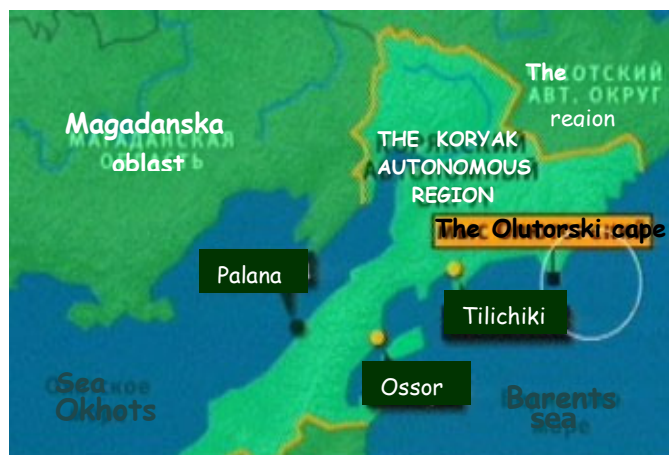 Magadanska
oblast
The
ЧУКОТСКИЙ
АВТ. ОКРУГ
region
THE KORYAK
AUTONOMOUS
REGION
The Olutorski cape
Palana
Tilichiki
Ossor
Sea
Okhots
Barents
sea